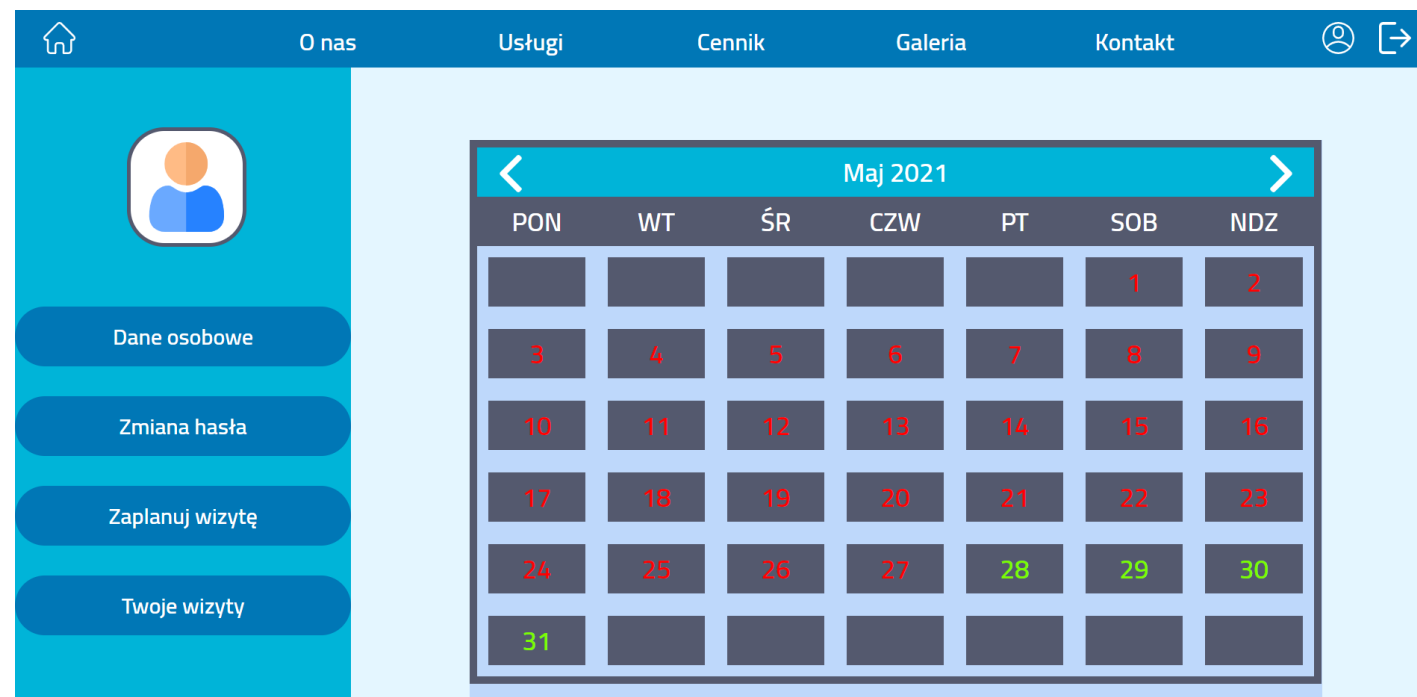 O nas Usługi Cennik Galeria Kontakt
Dane osobowe
Zmiana hasła
Zaplanuj wizytę
Twoje wizyty
Maj 2021
PON WT ŚR CZW PT SOB NDZ
1 2
3 4 5 6 7 8 9
10 11 12 13 14 15 16
17 18 19 20 21 22 23
24 25 26 27 28 29 30
31